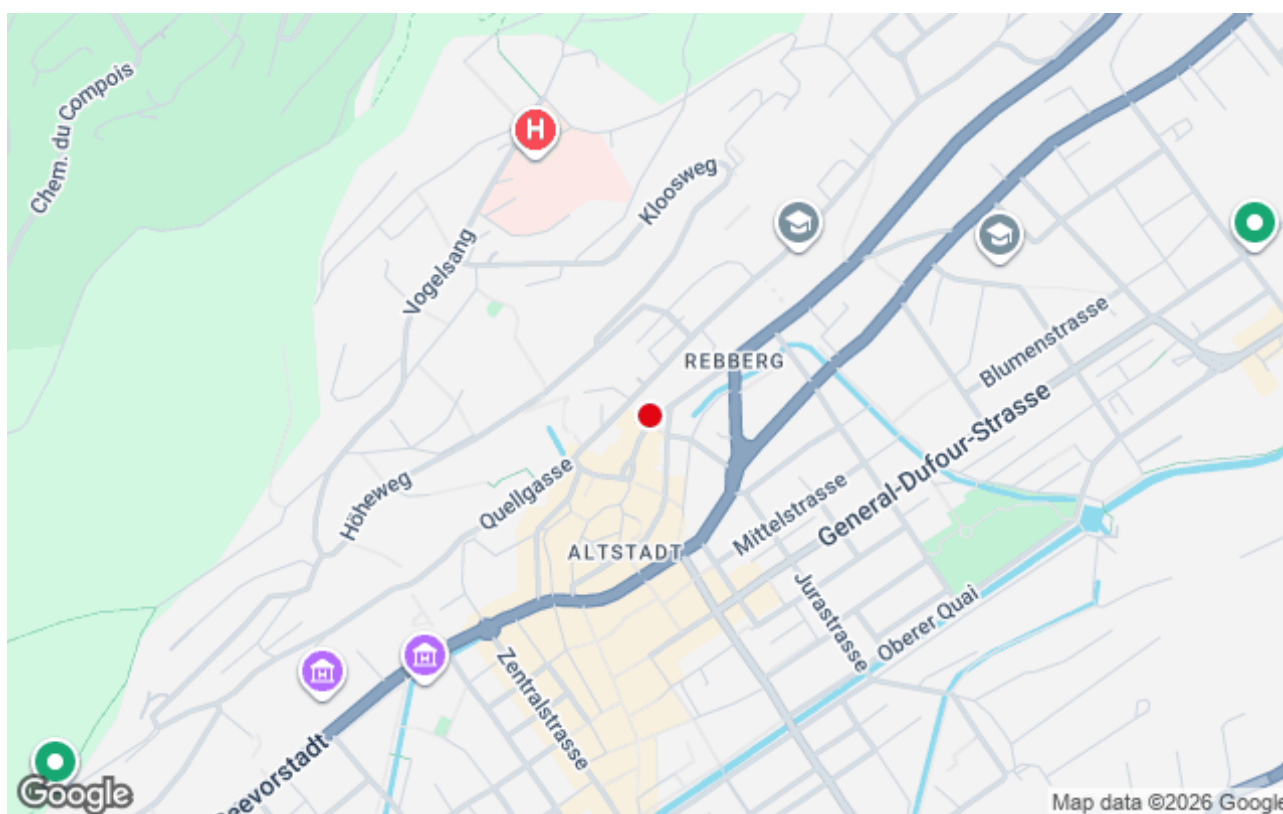 Chem. du Compois
H
Kloosweg
Vogelsang
REBBERG
Blumenstrasse
General-Dufour-Strasse
Höheweg
Quellgasse
Mittelstrasse
ALTSTADT
Jurastrasse
Oberer Quai
Zentralstrasse
Seevorstadt
Google
Map data ©2026 Google